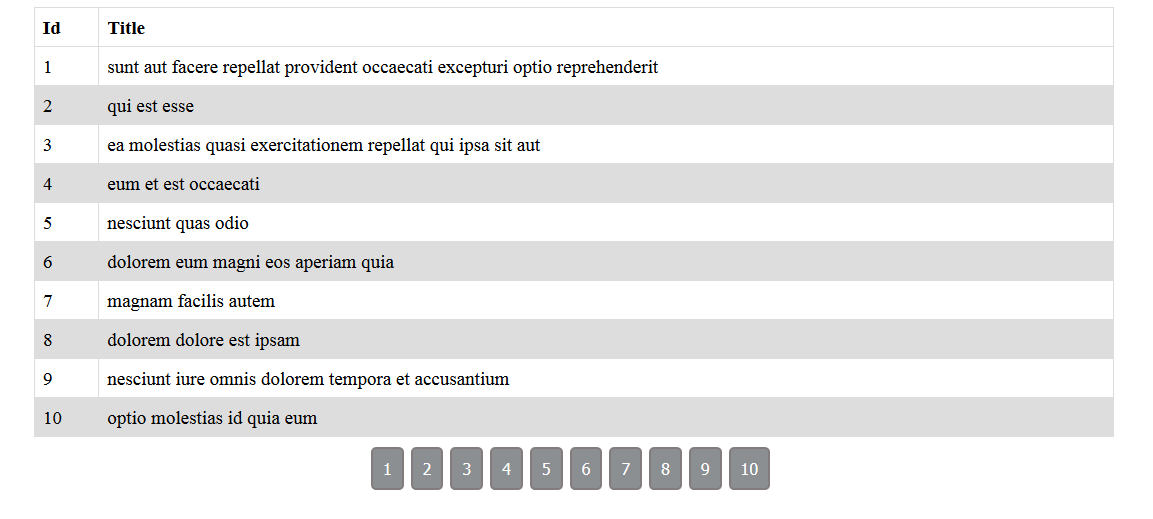 Id Title
1 sunt aut facere repellat provident occaecati excepturi optio reprehenderit
2 qui est esse
3 ea molestias quasi exercitationem repellat qui ipsa sit aut
4 eum et est occaecati
5 nesciunt quas odio
6 dolorem eum magni eos aperiam quia
7 magnam facilis autem
8 dolorem dolore est ipsam
9 nesciunt iure omnis dolorem tempora et accusantium
10 optio molestias id quia eum
1 2 3 4 5 6 7 8 9 10